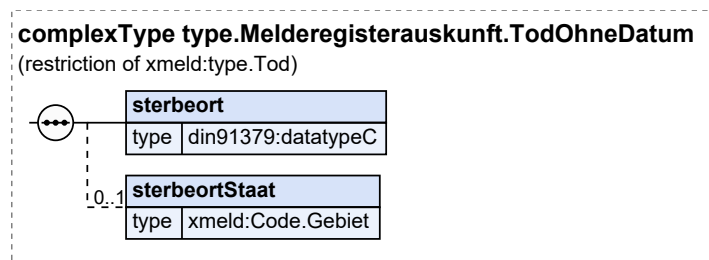 complexType type.Melderegisterauskunft.TodOhneDatum
(restriction of xmeld:type.Tod)
sterbeort
type din91379:datatypeC
0..1 sterbeortStaat
type xmeld:Code.Gebiet